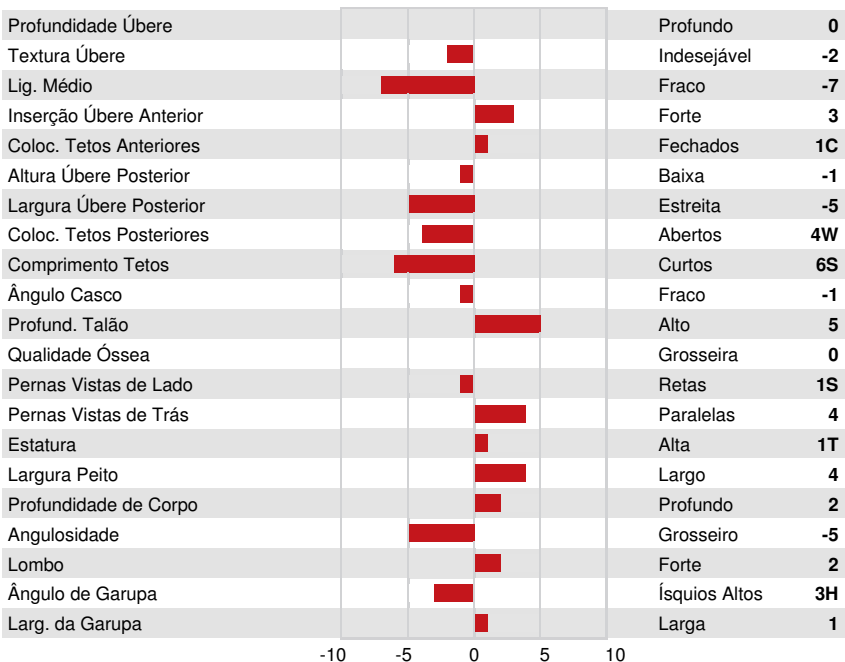 Profundidade Úbere Profundo 0
Textura Úbere Indesejável -2
Lig. Médio Fraco -7
Inserção Úbere Anterior Forte 3
Coloc. Tetos Anteriores Fechados 1C
Altura Úbere Posterior Baixa -1
Largura Úbere Posterior Estreita -5
Coloc. Tetos Posteriores Abertos 4W
Comprimento Tetos Curtos 6S
Ângulo Casco Fraco -1
Profund. Talão Alto 5
Qualidade Óssea Grosseira 0
Pernas Vistas de Lado Retas 1S
Pernas Vistas de Trás Paralelas 4
Estatura Alta 1T
Largura Peito Largo 4
Profundidade de Corpo Profundo 2
Angulosidade Grosseiro -5
Lombo Forte 2
Ângulo de Garupa Ísquios Altos 3H
Larg. da Garupa Larga 1
-10 -5 0 5 10